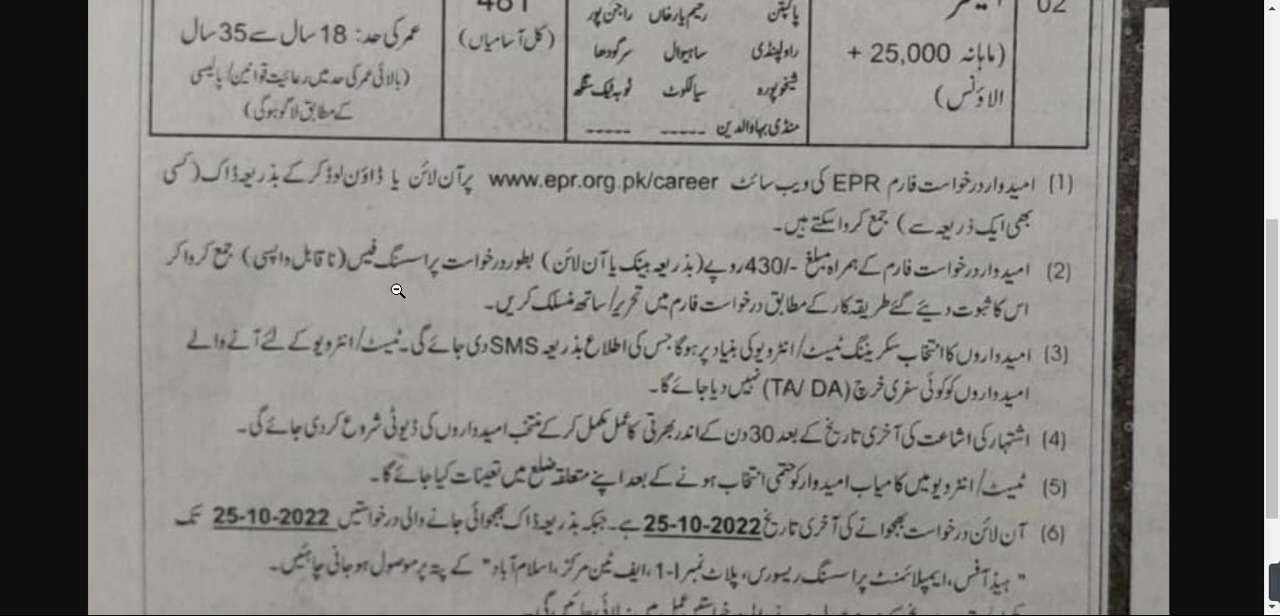 02
(ماہانہ 25,000 +
الاؤنس)
پاکپتن رحیم یارخاں راجن پور
راولپنڈی ساہیوال سرگودھا
شیخوپورہ سیالکوٹ ٹوبہ ٹیک سنگھ
منڈی بہاوالدین ----- -----
481
(کل آسامیاں)
عمر کی حد: 18 سال سے 35 سال
(بالائی عمر کی حد میں رعایت قوانین/پالیسی
کے مطابق لاگو ہوگی)
(1) امیدوار درخواست فارم EPR کی ویب سائٹ www.epr.org.pk/career پر آن لائن یا ڈاؤن لوڈ کر کے بذریعہ ڈاک (کسی
بھی ایک ذریعہ سے) جمع کروا سکتے ہیں۔
(2) امیدوار درخواست فارم کے ہمراہ مبلغ -/430 روپے (بذریعہ بینک یا آن لائن) بطور درخواست پراسسنگ فیس (ناقابل واپسی) جمع کروا کر
اس کا ثبوت دیئے گئے طریقہ کار کے مطابق درخواست فارم میں تحریر/ساتھ منسلک کریں۔
(3) امیدواروں کا انتخاب سکریننگ ٹیسٹ/انٹرویو کی بنیاد پر ہوگا جس کی اطلاع بذریعہ SMS دی جائے گی۔ ٹیسٹ/انٹرویو کے لئے آنے والے
امیدواروں کو کوئی سفری خرچ (TA/ DA) نہیں دیا جائے گا۔
(4) اشتہار کی اشاعت کی آخری تاریخ کے بعد 30 دن کے اندر بھرتی کا عمل مکمل کر کے منتخب امیدواروں کی ڈیوٹی شروع کر دی جائے گی۔
(5) ٹیسٹ/انٹرویو میں کامیاب امیدوار کو حتمی انتخاب ہونے کے بعد اپنے متعلقہ ضلع میں تعینات کیا جائے گا۔
(6) آن لائن درخواست بھجوانے کی آخری تاریخ 25-10-2022 ہے۔ جبکہ بذریعہ ڈاک بھجوائی جانے والی درخواستیں 25-10-2022 تک
"ہیڈ آفس، ایمپلائمنٹ پراسسنگ ریسورس، پلاٹ نمبر 1-I، ایف ٹین مرکز، اسلام آباد" کے پتہ پر موصول ہو جانی چاہئیں۔